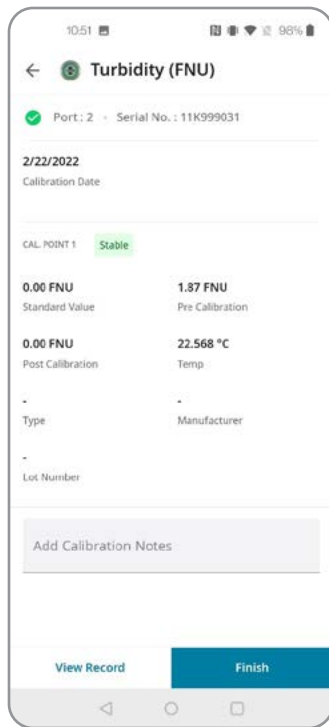 10:51 98%
Turbidity (FNU)
Port: 2 - Serial No. : 11K999031
2/22/2022
Calibration Date
CAL. POINT 1 Stable
0.00 FNU 1.87 FNU
Standard Value Pre Calibration
0.00 FNU 22.568 °C
Post Calibration Temp
- -
Type Manufacturer
-
Lot Number
Add Calibration Notes
View Record Finish